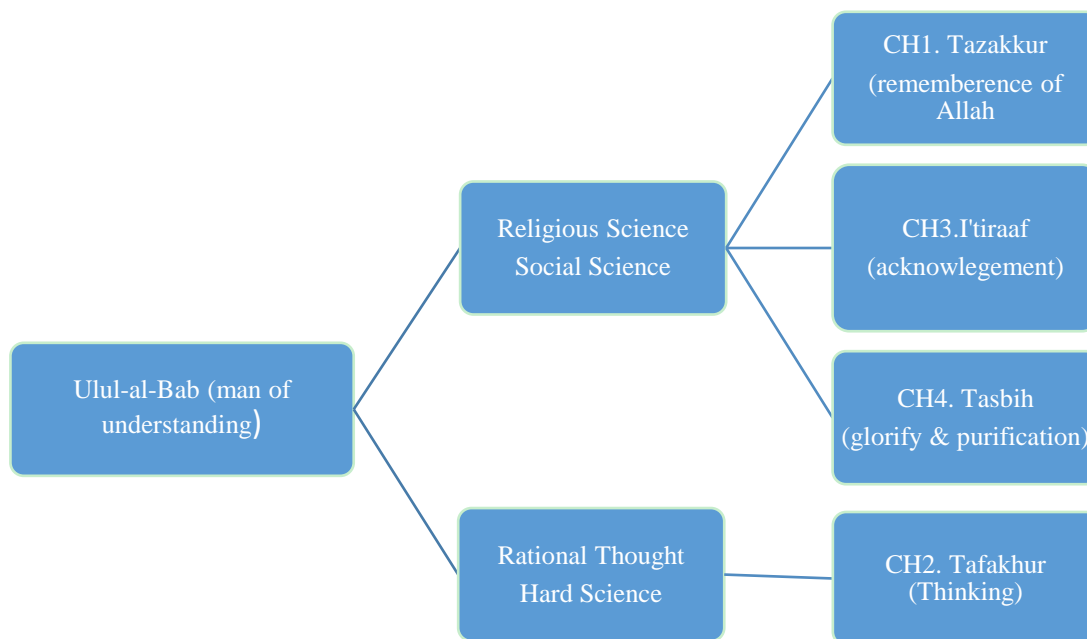 CH1. Tazakkur
(rememberence of
Allah
Religious Science
Social Science
CH3.I'tiraaf
(acknowlegement)
Ulul-al-Bab (man of
understanding)
CH4. Tasbih
(glorify & purification)
Rational Thought
Hard Science
CH2. Tafakhur
(Thinking)